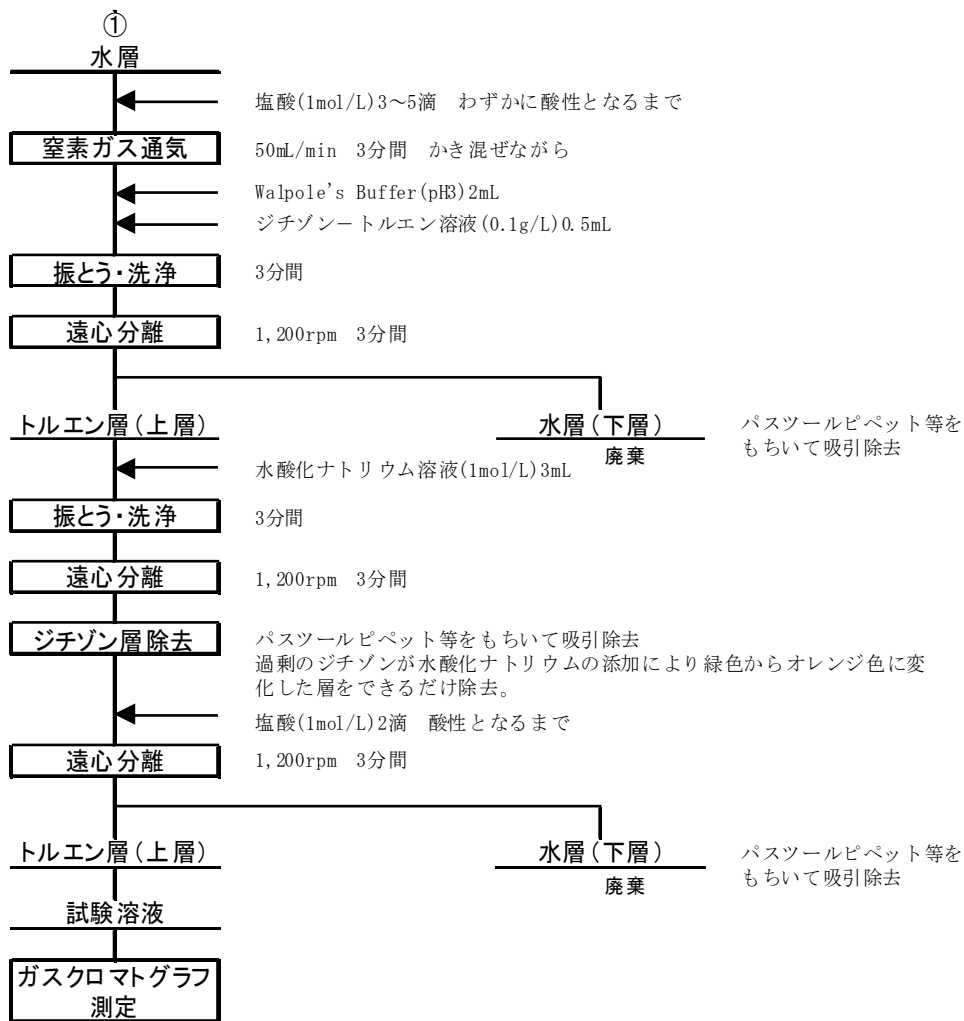 ①
水層
塩酸(1mol/L)3～5滴　わずかに酸性となるまで
窒素ガス通気
50mL/min　3分間　かき混ぜながら
Walpole's Buffer(pH3)2mL
ジチゾン－トルエン溶液(0.1g/L)0.5mL
振とう・洗浄
3分間
遠心分離
1,200rpm　3分間
トルエン層(上層)
水層(下層)
廃棄
パスツールピペット等を
もちいて吸引除去
水酸化ナトリウム溶液(1mol/L)3mL
振とう・洗浄
3分間
遠心分離
1,200rpm　3分間
ジチゾン層除去
パスツールピペット等をもちいて吸引除去
過剰のジチゾンが水酸化ナトリウムの添加により緑色からオレンジ色に変
化した層をできるだけ除去。
塩酸(1mol/L)2滴　酸性となるまで
遠心分離
1,200rpm　3分間
トルエン層(上層)
水層(下層)
廃棄
パスツールピペット等を
もちいて吸引除去
試験溶液
ガスクロマトグラフ
測定